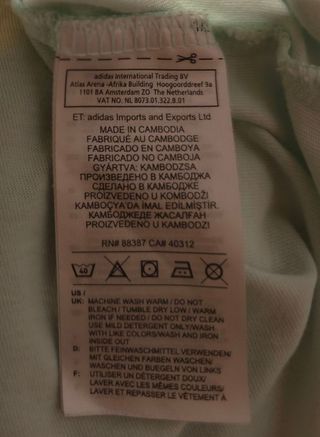 adidas International Trading BV
Atlas Arena -Afrika Building Hoogoorddreef 9a
1101 BA Amsterdam ZO The Netherlands
VAT NO. NL 8073.01.322.B.01
ET: adidas Imports and Exports Ltd
MADE IN CAMBODIA
FABRIQUÉ AU CAMBODGE
FABRICADO EN CAMBOYA
FABRICADO NO CAMBOJA
GYÁRTVA: KAMBODZSA
ПРОИЗВЕДЕНО В КАМБОДЖА
СДЕЛАНО В КАМБОДЖЕ
PROIZVEDENO U KOMBODŽI
KAMBOÇYA'DA İMAL EDİLMİŞTİR.
КАМБОДЖЕДЕ ЖАСАЛҒАН
PROIZVEDENO U KAMBODZI
RN# 88387 CA# 40312
40
US /
UK: MACHINE WASH WARM / DO NOT
BLEACH / TUMBLE DRY LOW / WARM
IRON IF NEEDED / DO NOT DRY CLEAN
USE MILD DETERGENT ONLY/WASH
WITH LIKE COLORS/WASH AND IRON
INSIDE OUT
D: BITTE FEINWASCHMITTEL VERWENDEN/
MIT GLEICHEN FARBEN WASCHEN/
WASCHEN UND BUEGELN VON LINKS
F: UTILISER UN DETERGENT DOUX/
LAVER AVEC LES MÊMES COULEURS/
LAVER ET REPASSER LE VÊTEMENT À